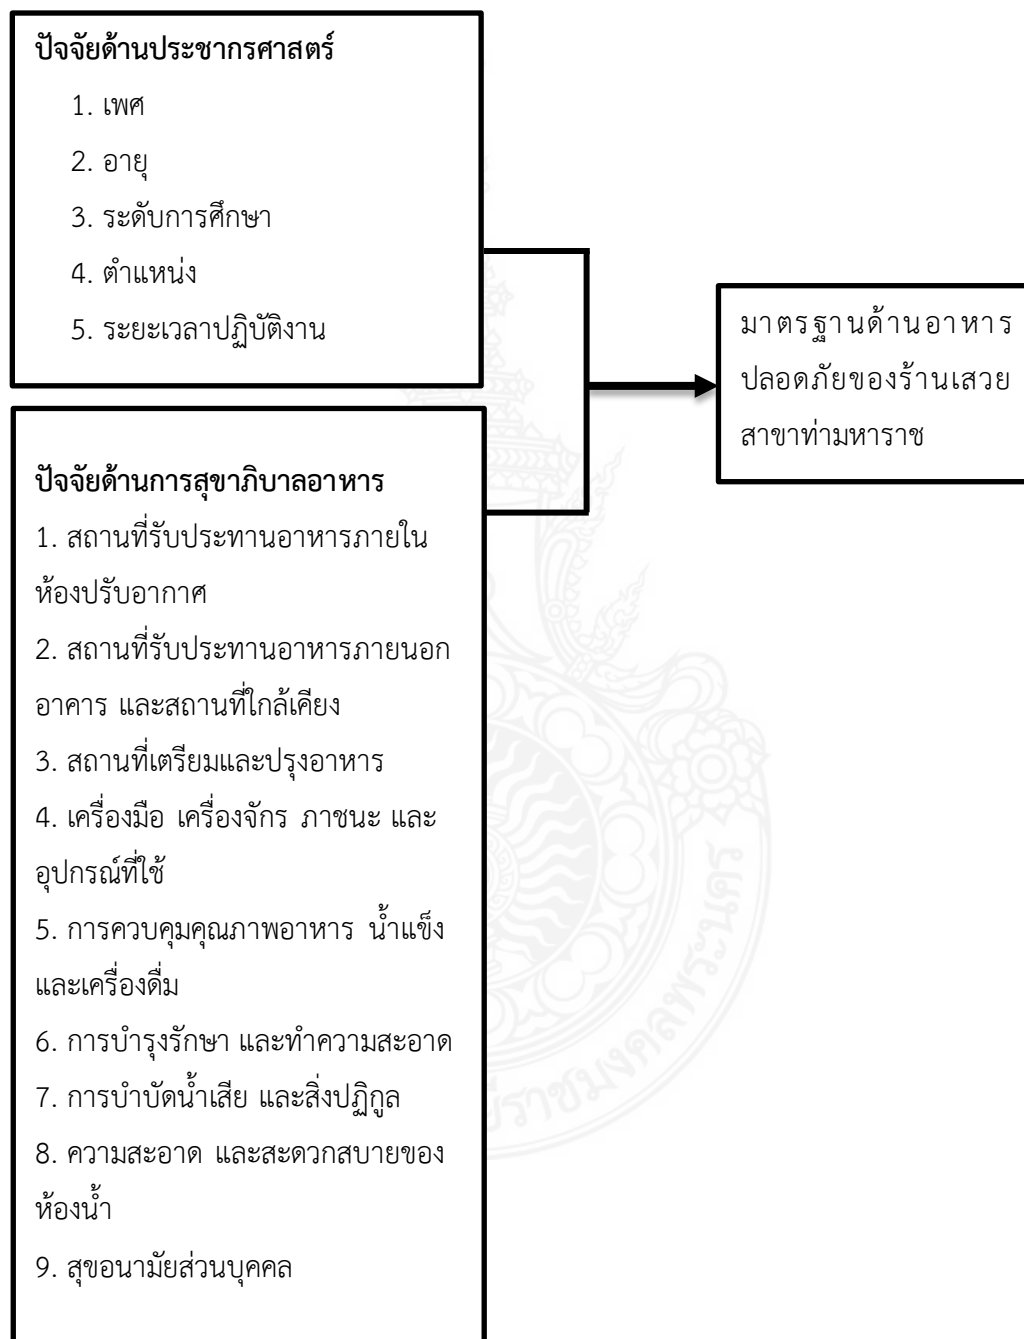 ปัจจัยด้านประชากรศาสตร์
1. เพศ
2. อายุ
3. ระดับการศึกษา
4. ตำแหน่ง
5. ระยะเวลาปฏิบัติงาน
ปัจจัยด้านการสุขาภิบาลอาหาร
1. สถานที่รับประทานอาหารภายใน
ห้องปรับอากาศ
2. สถานที่รับประทานอาหารภายนอก
อาคาร และสถานที่ใกล้เคียง
3. สถานที่เตรียมและปรุงอาหาร
4. เครื่องมือ เครื่องจักร ภาชนะ และ
อุปกรณ์ที่ใช้
5. การควบคุมคุณภาพอาหาร น้ำแข็ง
และเครื่องดื่ม
6. การบำรุงรักษา และทำความสะอาด
7. การบำบัดน้ำเสีย และสิ่งปฏิกูล
8. ความสะอาด และสะดวกสบายของ
ห้องน้ำ
9. สุขอนามัยส่วนบุคคล
มาตรฐานด้านอาหาร
ปลอดภัยของร้านเสวย
สาขาท่ามหาราช